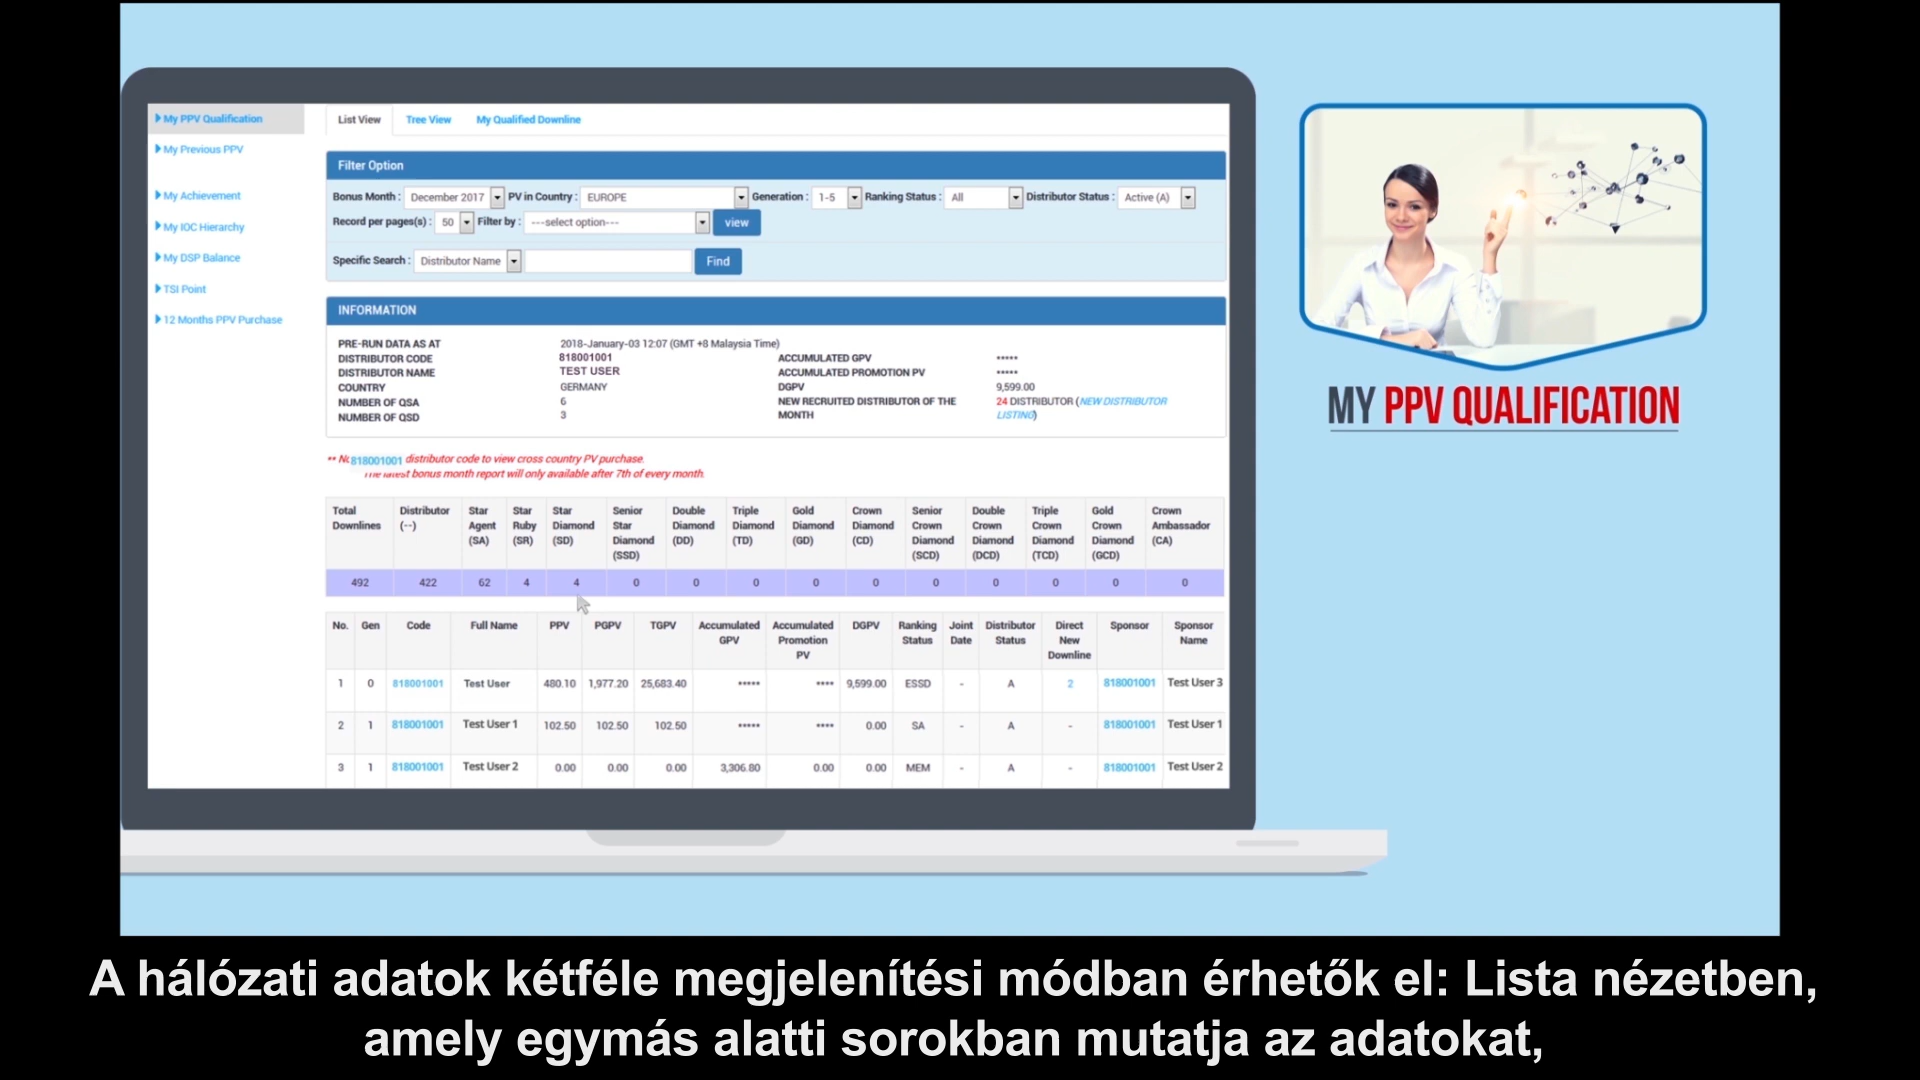 My PPV Qualification
My Previous PPV
My Achievement
My IOC Hierarchy
My DSP Balance
TSI Point
12 Months PPV Purchase
List View Tree View My Qualified Downline
Filter Option
Bonus Month : December 2017 PV in Country : EUROPE Generation : 1-5 Ranking Status : All Distributor Status : Active (A)
Record per pages(s) : 50 Filter by : ---select option--- view
Specific Search : Distributor Name Find
INFORMATION
PRE-RUN DATA AS AT 2018-January-03 12:07 (GMT +8 Malaysia Time)
DISTRIBUTOR CODE 818001001 ACCUMULATED GPV *****
DISTRIBUTOR NAME TEST USER ACCUMULATED PROMOTION PV *****
COUNTRY GERMANY DGPV 9,599.00
NUMBER OF QSA 6 NEW RECRUITED DISTRIBUTOR OF THE 24 DISTRIBUTOR (NEW DISTRIBUTOR
NUMBER OF QSD 3 MONTH LISTING)
** 818001001 distributor code to view cross country PV purchase.
The latest bonus month report will only available after 7th of every month.
Total Distributor Star Star Star Senior Double Triple Gold Crown Senior Double Triple Gold Crown
Downlines (--) Agent Ruby Diamond Star Diamond Diamond Diamond Diamond Crown Crown Crown Crown Ambassador
(SA) (SR) (SD) Diamond (DD) (TD) (GD) (CD) Diamond Diamond Diamond Diamond (CA)
(SSD) (SCD) (DCD) (TCD) (GCD)
492 422 62 4 4 0 0 0 0 0 0 0 0 0 0
No. Gen Code Full Name PPV PGPV TGPV Accumulated Accumulated DGPV Ranking Joint Distributor Direct Sponsor Sponsor
GPV Promotion Status Date Status New Name
PV Downline
1 0 818001001 Test User 480.10 1,977.20 25,683.40 ***** **** 9,599.00 ESSD - A 2 818001001 Test User 3
2 1 818001001 Test User 1 102.50 102.50 102.50 ***** **** 0.00 SA - A - 818001001 Test User 1
3 1 818001001 Test User 2 0.00 0.00 0.00 3,306.80 0.00 0.00 MEM - A - 818001001 Test User 2
MY PPV QUALIFICATION
A hálózati adatok kétféle megjelenítési módban érhetők el: Lista nézetben,
amely egymás alatti sorokban mutatja az adatokat,